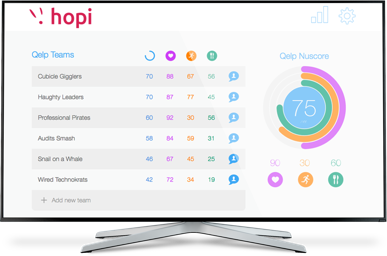 hopi
Qelp Teams
Qelp Nuscore
Cubicle Gigglers 70 88 67 56
Haughty Leaders 70 87 77 45
Professional Pirates 60 92 30 56
Audits Smash 58 84 59 31
Snail on a Whale 46 67 45 25
Wired Technokrats 42 72 34 19
+ Add new team
75
90 30 60